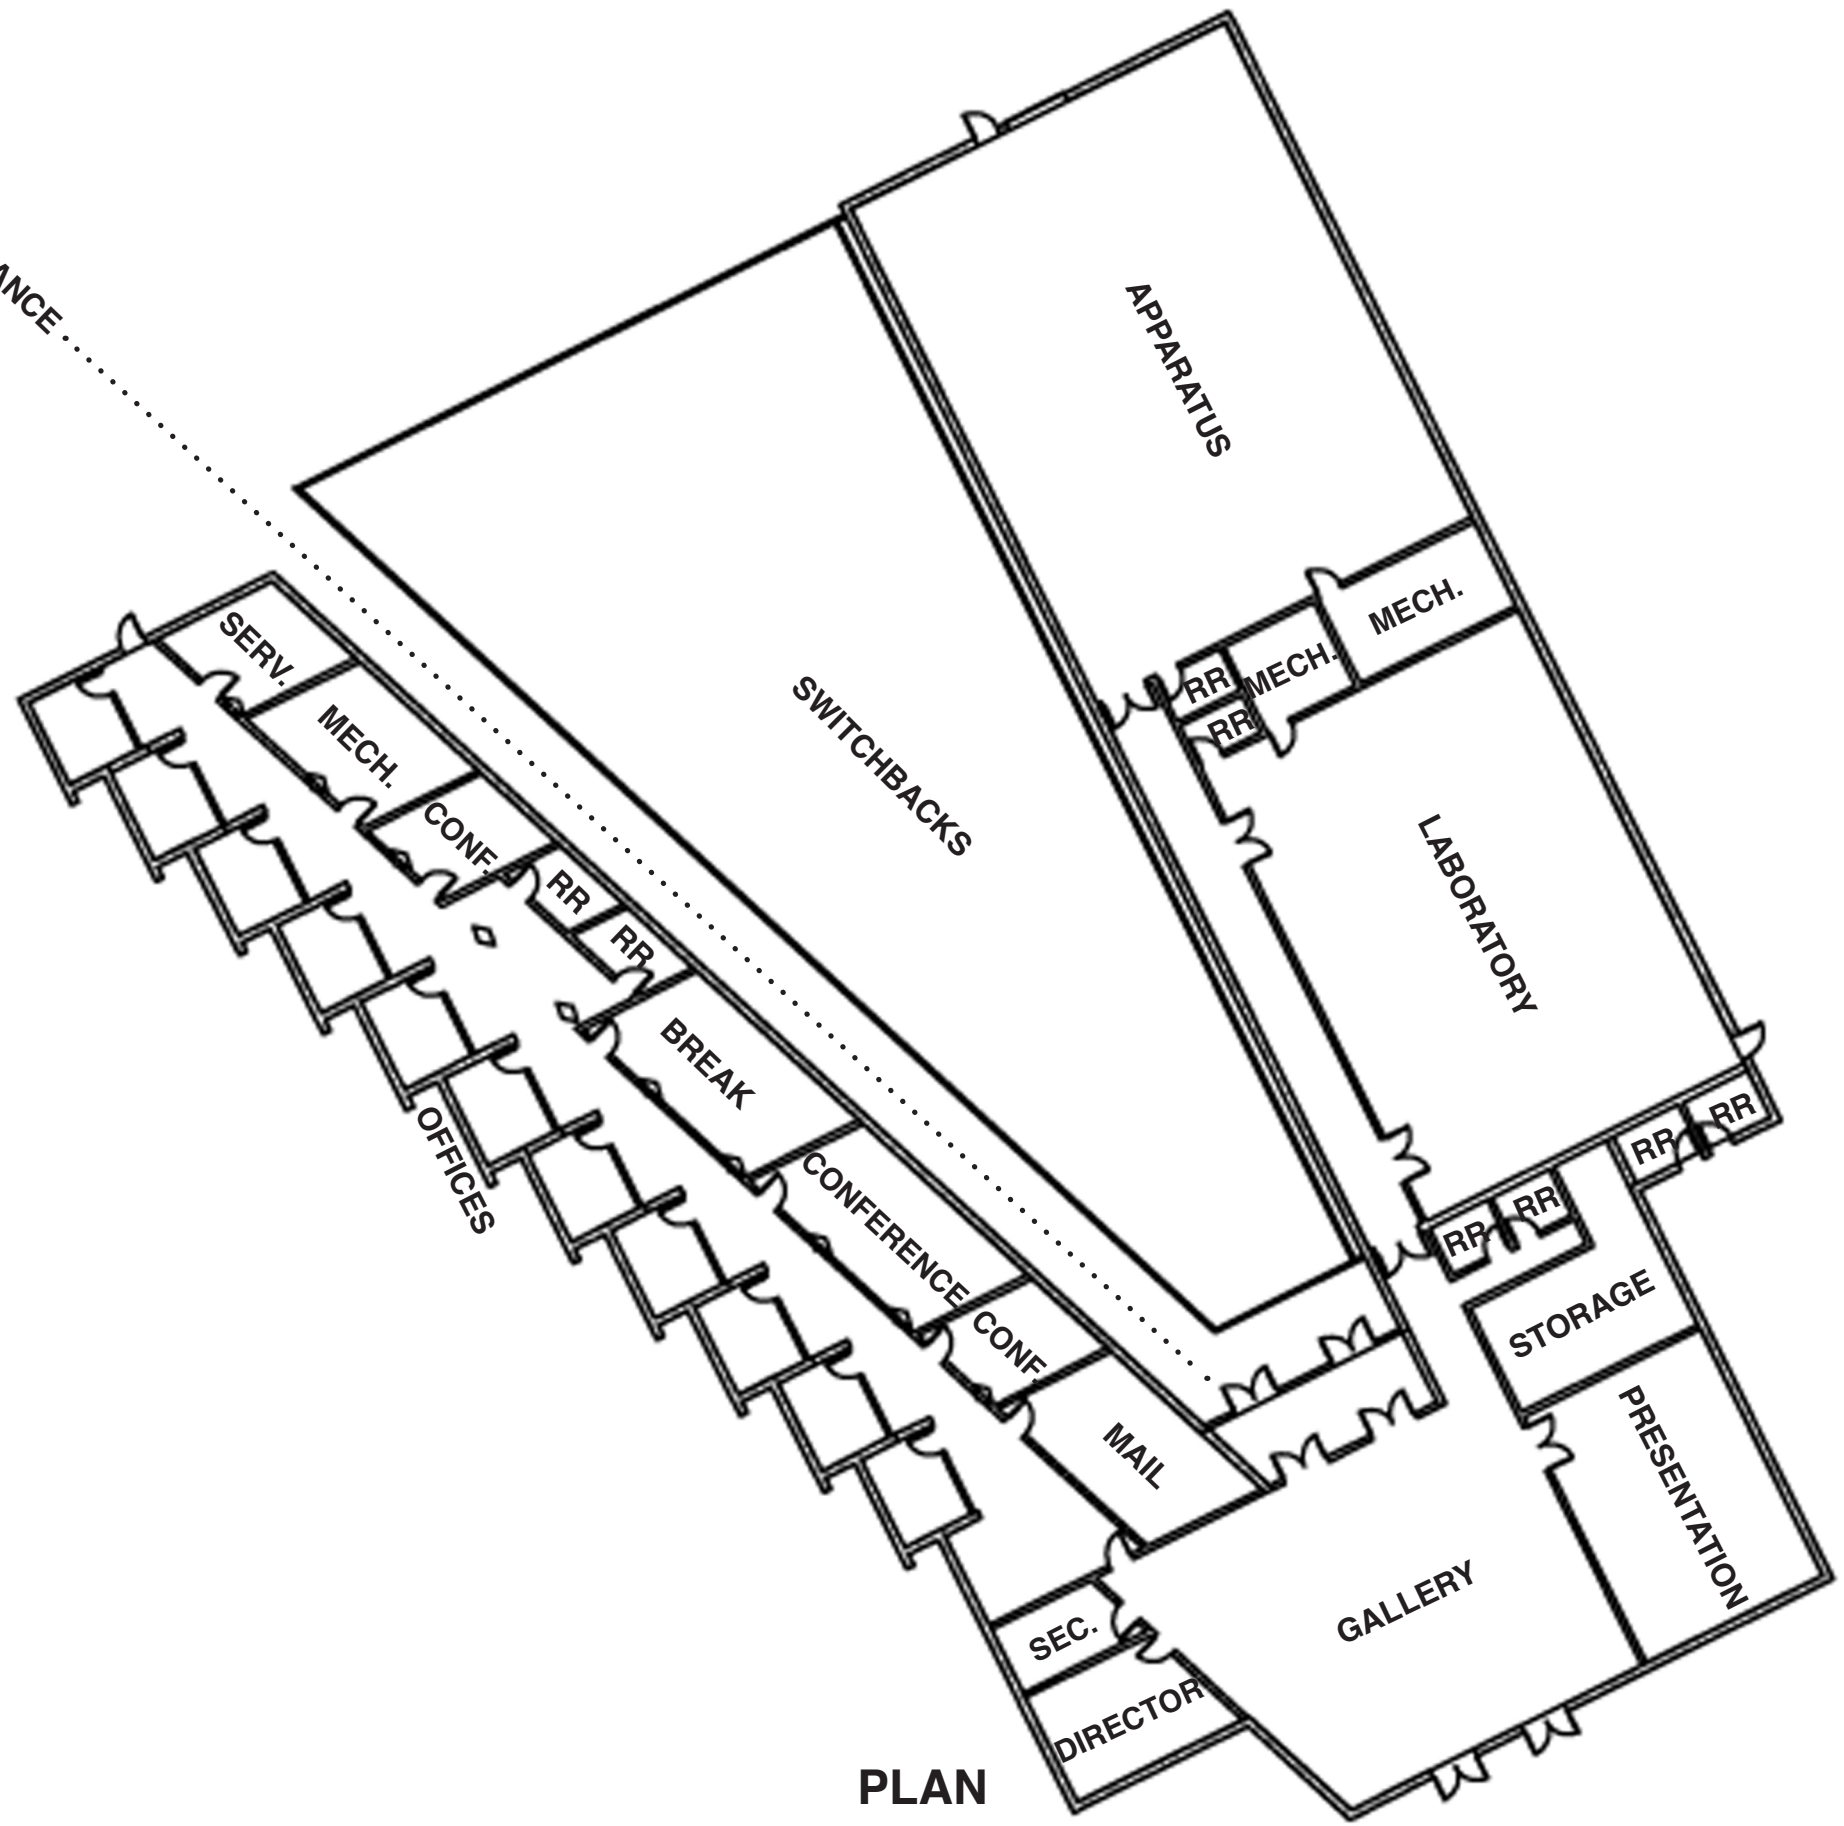 ANCE
APPARATUS
MECH.
MECH.
RR
RR
SERV.
MECH.
CONF.
RR
RR
SWITCHBACKS
LABORATORY
BREAK
OFFICES
CONFERENCE
CONF.
RR
RR
RR
RR
STORAGE
MAIL
PRESENTATION
GALLERY
SEC.
DIRECTOR
PLAN